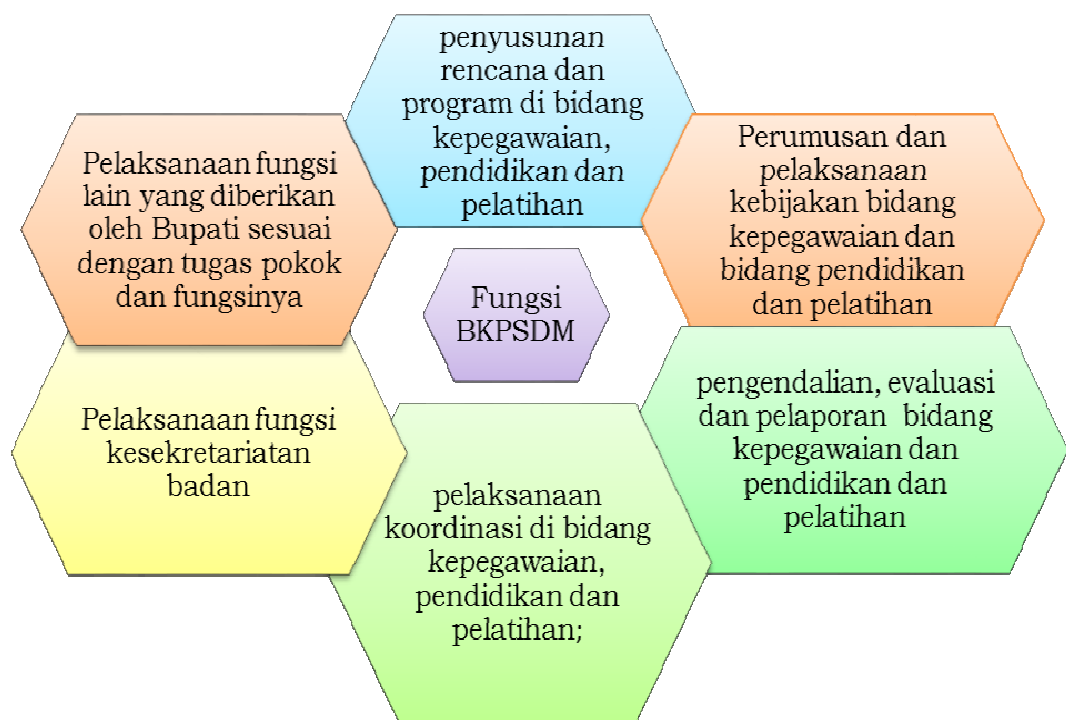 penyusunan
rencana dan
program di bidang
kepegawaian,
pendidikan dan
pelatihan
Perumusan dan
pelaksanaan
kebijakan bidang
kepegawaian dan
bidang pendidikan
dan pelatihan
pengendalian, evaluasi
dan pelaporan  bidang
kepegawaian dan
pendidikan dan
pelatihan
pelaksanaan
koordinasi di bidang
kepegawaian,
pendidikan dan
pelatihan;
Pelaksanaan fungsi
kesekretariatan
badan
Pelaksanaan fungsi
lain yang diberikan
oleh Bupati sesuai
dengan tugas pokok
dan fungsinya
Fungsi
BKPSDM